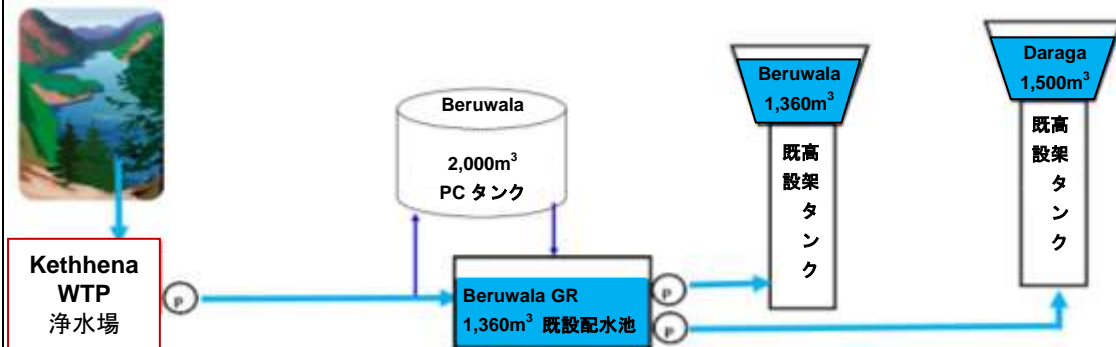 Kethhena
WTP
浄水場
p
Beruwala
2,000m³
PC タンク
Beruwala GR
1,360m³ 既設配水池
p
p
Beruwala
1,360m³
既設高架タンク
Daraga
1,500m³
既設高架タンク